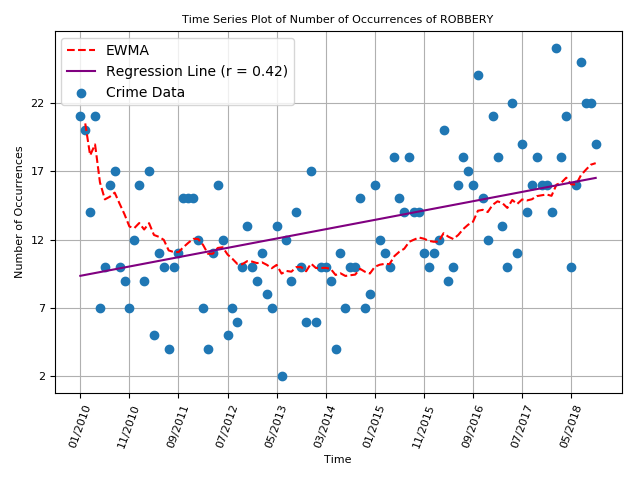 Time Series Plot of Number of Occurrences of ROBBERY
EWMA
Regression Line (r = 0.42)
Crime Data
Number of Occurrences
22
17
12
7
2
01/2010
11/2010
09/2011
07/2012
05/2013
03/2014
01/2015
11/2015
09/2016
07/2017
05/2018
Time